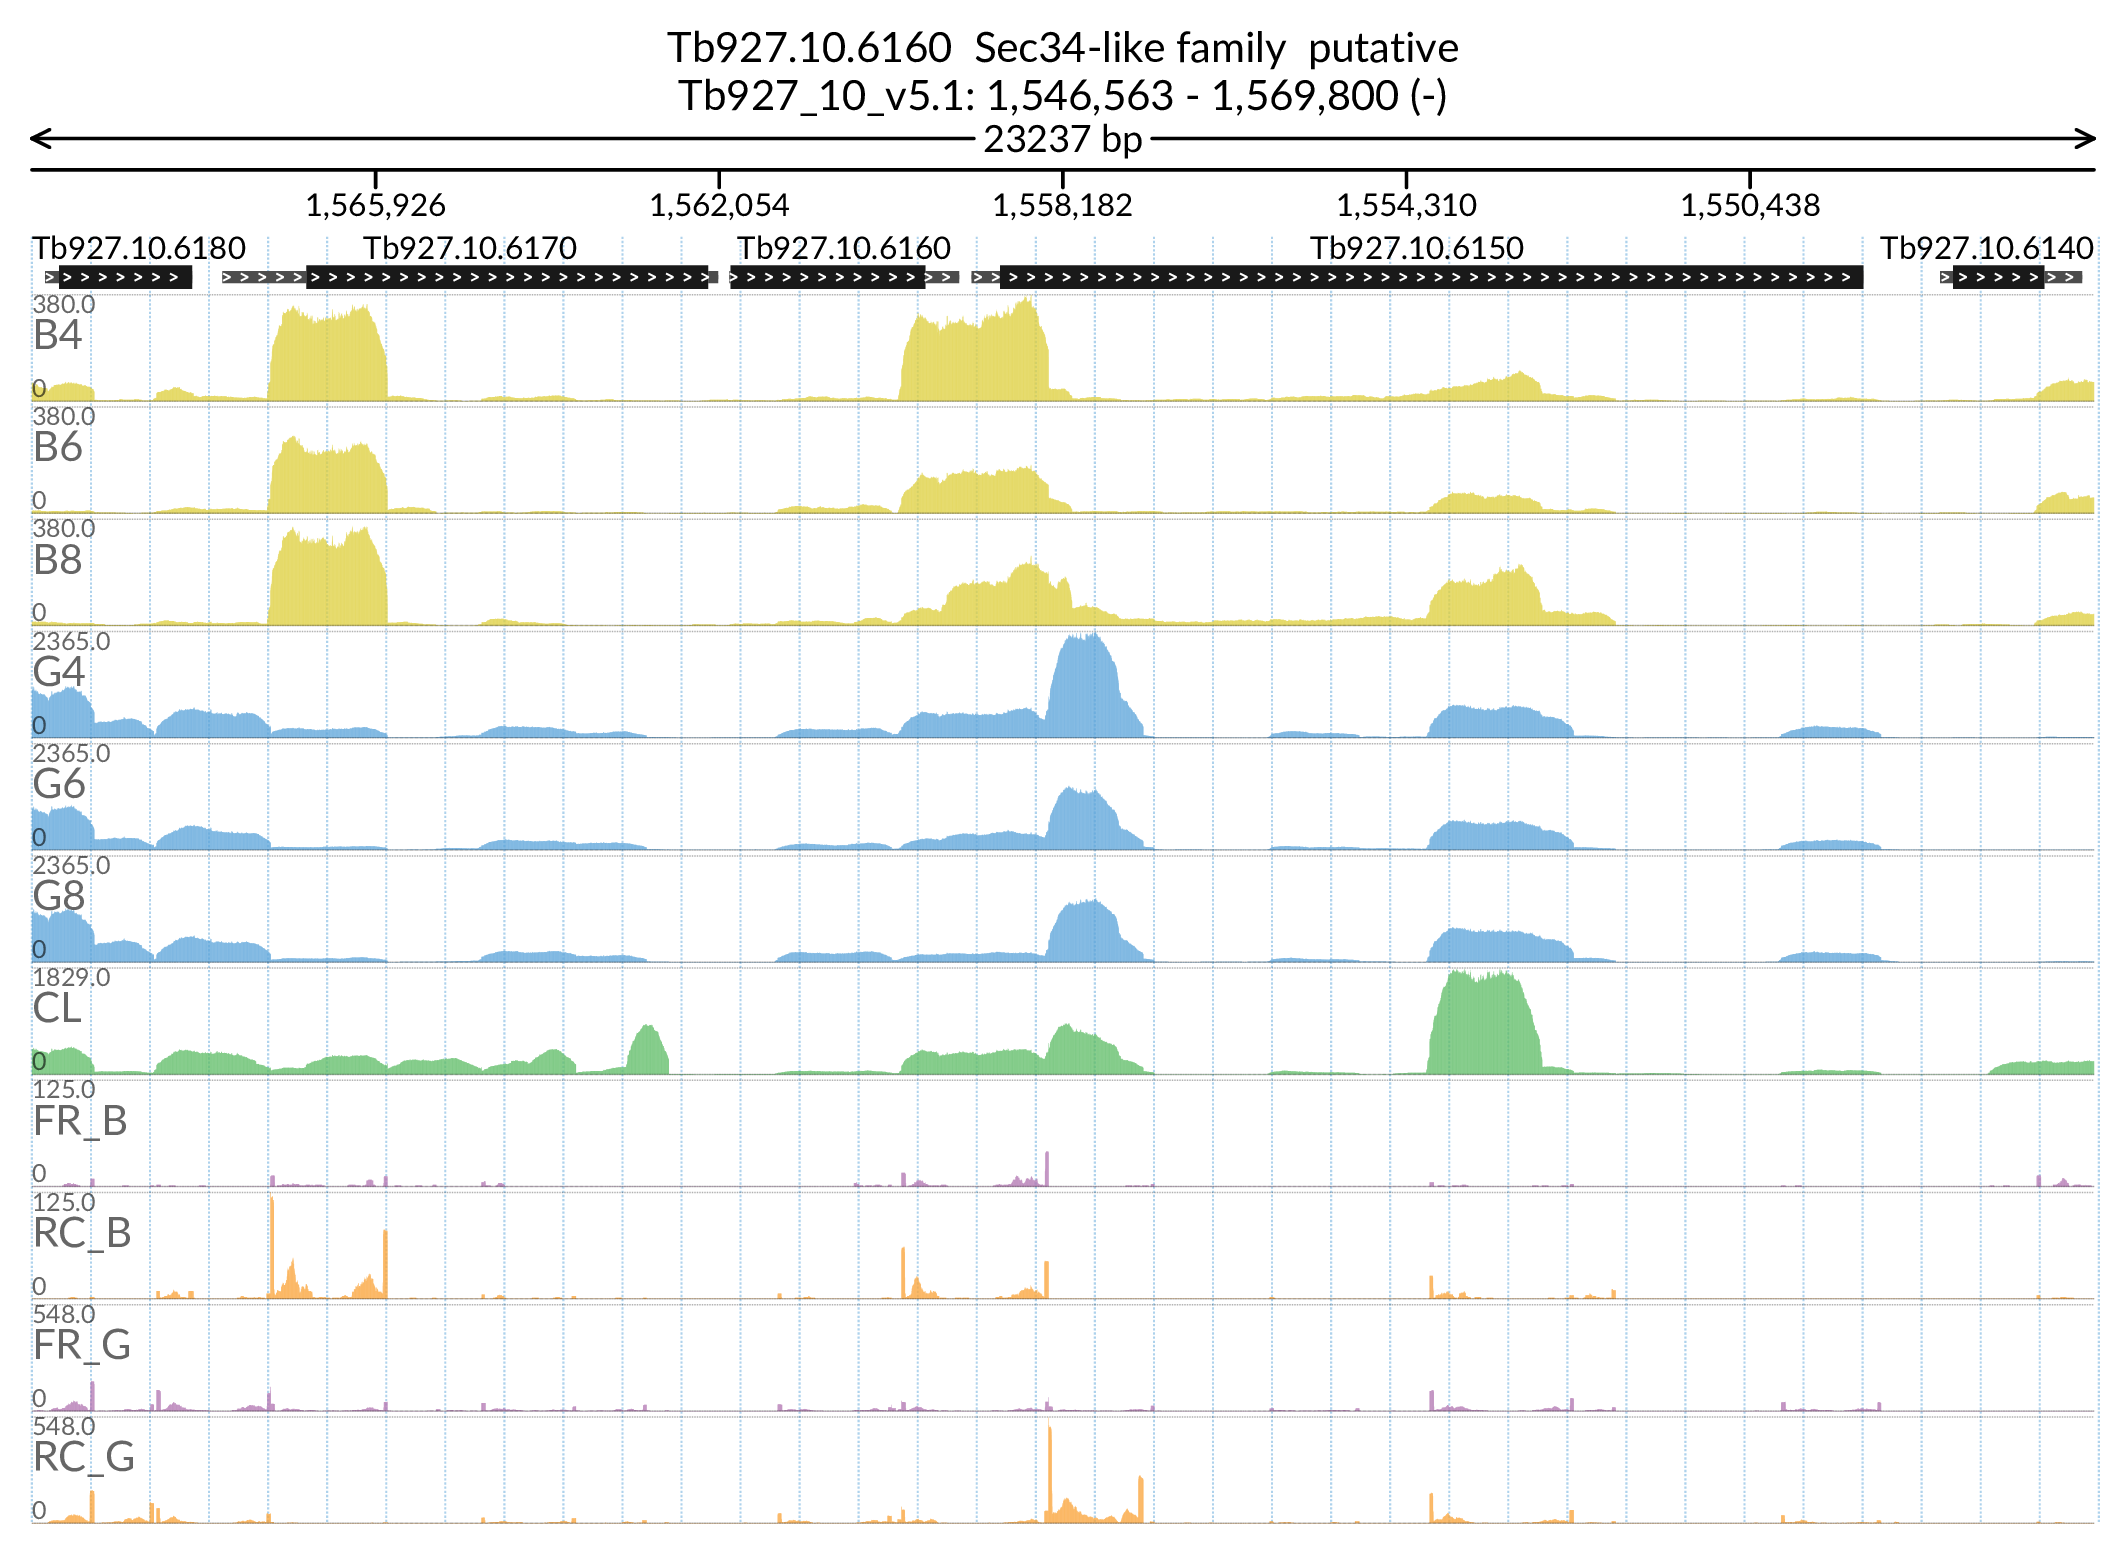 Tb927.10.6160  Sec34-like family  putative
Tb927_10_v5.1: 1,546,563 - 1,569,800 (-)
23237 bp
1,565,926 1,562,054 1,558,182 1,554,310 1,550,438
Tb927.10.6180 Tb927.10.6170 Tb927.10.6160 Tb927.10.6150 Tb927.10.6140
380.0
B4
0
380.0
B6
0
380.0
B8
0
2365.0
G4
0
2365.0
G6
0
2365.0
G8
0
1829.0
CL
0
125.0
FR_B
0
125.0
RC_B
0
548.0
FR_G
0
548.0
RC_G
0